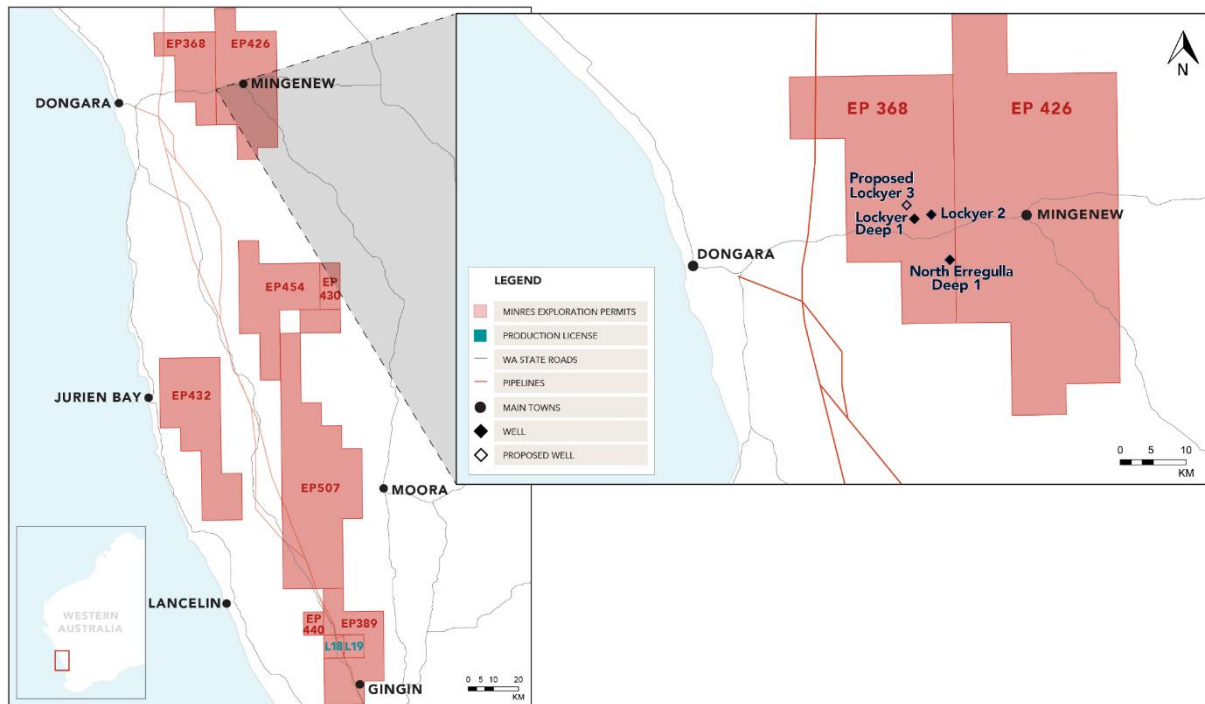 EP368
EP426
MINGENEW
DONGARA
EP454
EP
430
JURIEN BAY
EP432
EP507
MOORA
LANCELIN
EP
440
EP389
L18
L19
GINGIN
WESTERN
AUSTRALIA
0 5 10 20
KM
N
EP 368
EP 426
Proposed
Lockyer 3
Lockyer
Deep 1
Lockyer 2
MINGENEW
DONGARA
North Erregulla
Deep 1
LEGEND
MINRES EXPLORATION PERMITS
PRODUCTION LICENSE
WA STATE ROADS
PIPELINES
MAIN TOWNS
WELL
PROPOSED WELL
0 5 10
KM